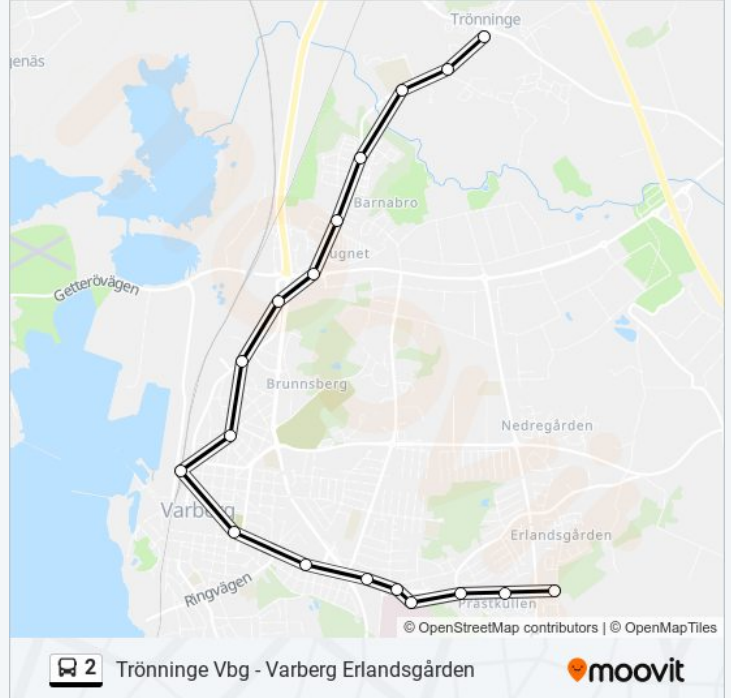 Trönninge
jenäs
Barnabro
ugnet
Getterövägen
Brunnsberg
Nedregården
Varberg
Erlandsgården
Ringvägen
Prästkullen
© OpenStreetMap contributors | © OpenMapTiles
2 Trönninge Vbg - Varberg Erlandsgården
moovit